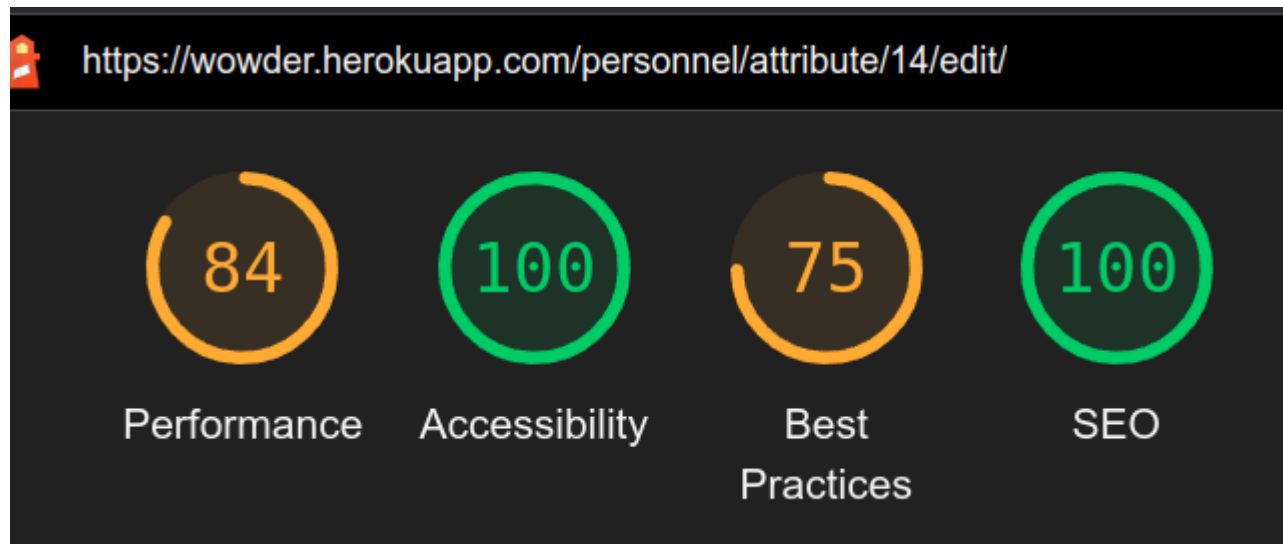 https://wowder.herokuapp.com/personnel/attribute/14/edit/
84
100
75
100
Performance
Accessibility
Best
Practices
SEO